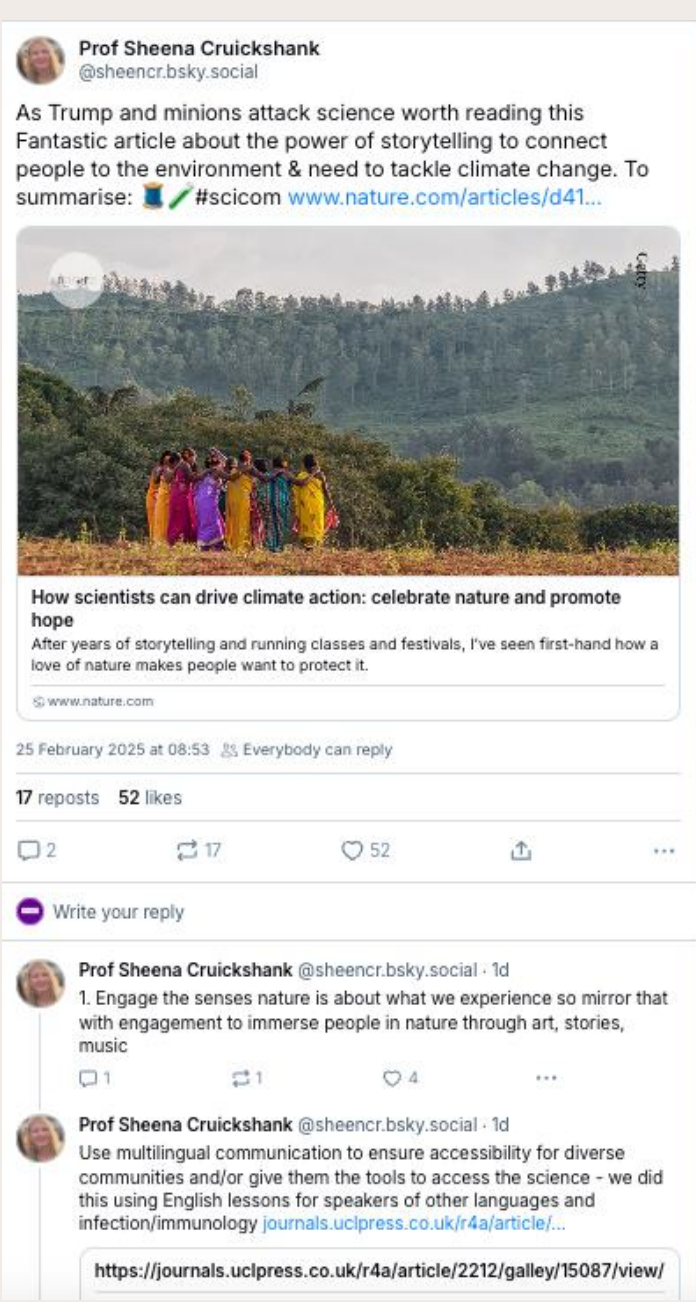 Prof Sheena Cruickshank
@sheencr.bsky.social
As Trump and minions attack science worth reading this
Fantastic article about the power of storytelling to connect
people to the environment & need to tackle climate change. To
summarise: 🧵🧪#scicom www.nature.com/articles/d41...
Getty
How scientists can drive climate action: celebrate nature and promote
hope
After years of storytelling and running classes and festivals, I've seen first-hand how a
love of nature makes people want to protect it.
www.nature.com
25 February 2025 at 08:53 Everybody can reply
17 reposts 52 likes
2 17 52 ...
Write your reply
Prof Sheena Cruickshank @sheencr.bsky.social · 1d
1. Engage the senses nature is about what we experience so mirror that
with engagement to immerse people in nature through art, stories,
music
1 1 4 ...
Prof Sheena Cruickshank @sheencr.bsky.social · 1d
Use multilingual communication to ensure accessibility for diverse
communities and/or give them the tools to access the science - we did
this using English lessons for speakers of other languages and
infection/immunology journals.uclpress.co.uk/r4a/article/...
https://journals.uclpress.co.uk/r4a/article/2212/galley/15087/view/